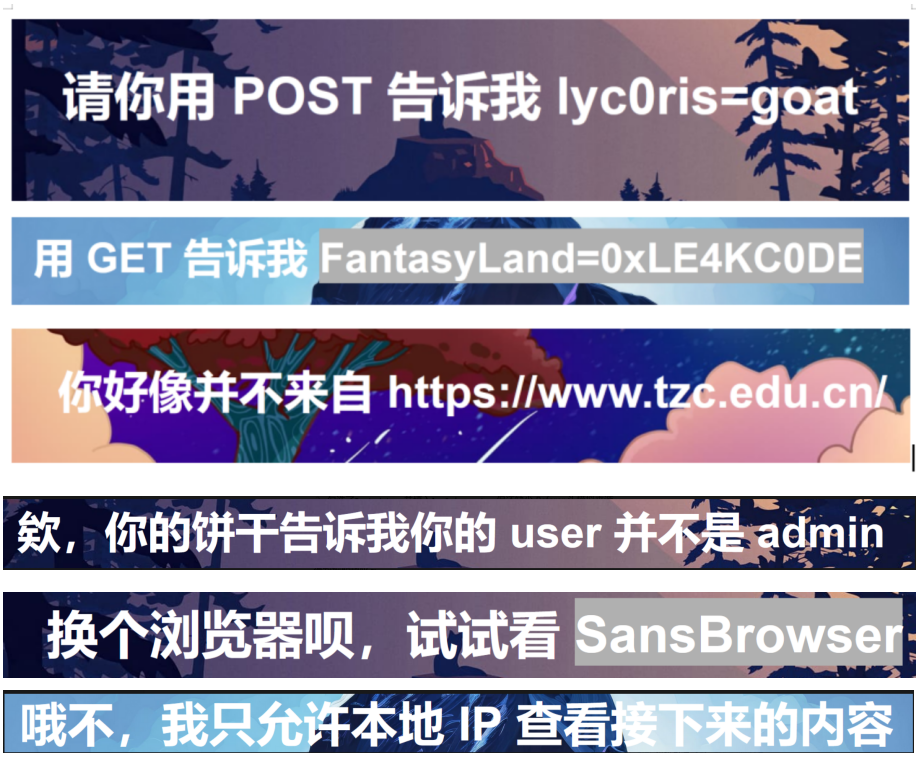 请你用 POST 告诉我 lyc0ris=goat
用 GET 告诉我 FantasyLand=0xLE4KC0DE
你好像并不来自 https://www.tzc.edu.cn/
欸，你的饼干告诉我你的 user 并不是 admin
换个浏览器呗，试试看 SansBrowser
哦不，我只允许本地 IP 查看接下来的内容